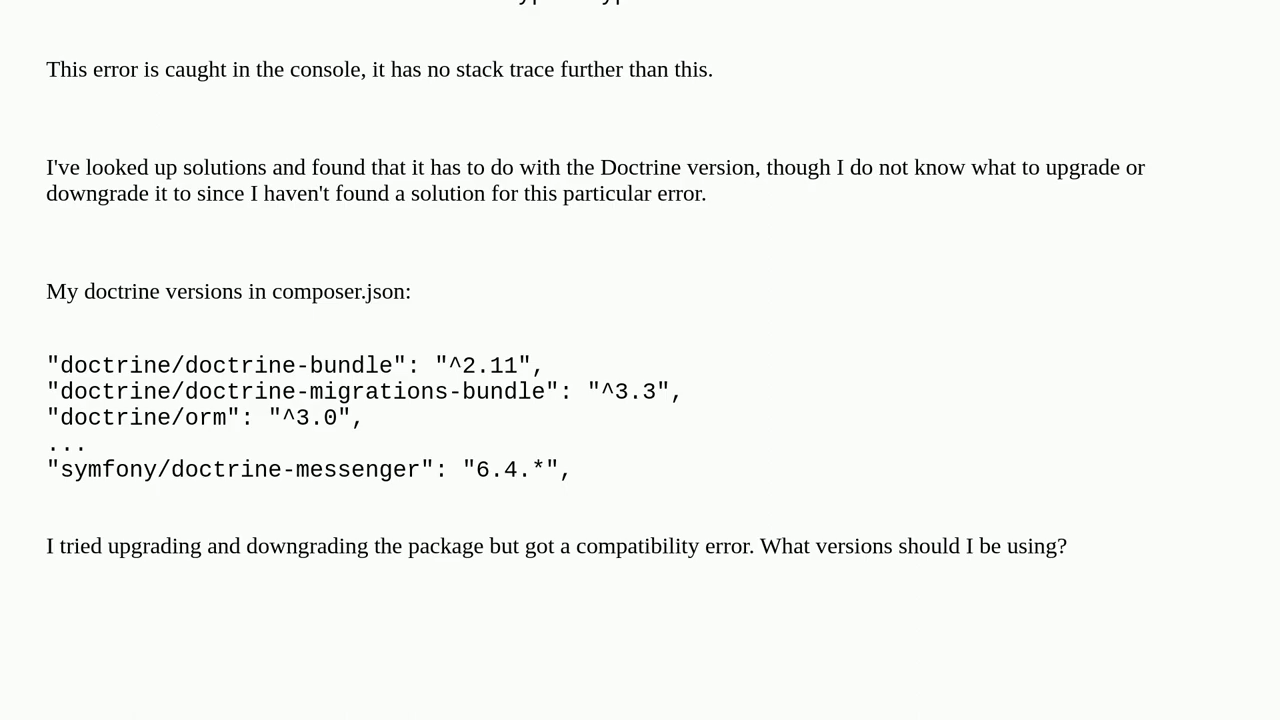 This error is caught in the console, it has no stack trace further than this.
I've looked up solutions and found that it has to do with the Doctrine version, though I do not know what to upgrade or
downgrade it to since I haven't found a solution for this particular error.
My doctrine versions in composer.json:
"doctrine/doctrine-bundle": "^2.11",
"doctrine/doctrine-migrations-bundle": "^3.3",
"doctrine/orm": "^3.0",
...
"symfony/doctrine-messenger": "6.4.*",
I tried upgrading and downgrading the package but got a compatibility error. What versions should I be using?